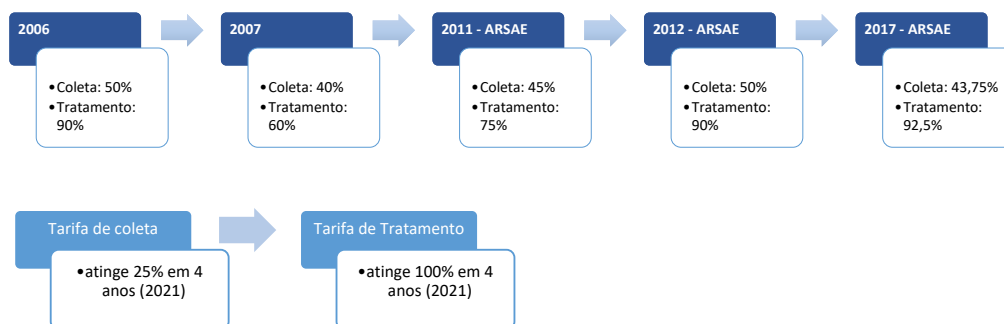 2006
• Coleta: 50%
• Tratamento:
90%
2007
• Coleta: 40%
• Tratamento:
60%
2011 - ARSAE
• Coleta: 45%
• Tratamento:
75%
2012 - ARSAE
• Coleta: 50%
• Tratamento:
90%
2017 - ARSAE
• Coleta: 43,75%
• Tratamento:
92,5%
Tarifa de coleta
•atinge 25% em 4
anos (2021)
Tarifa de Tratamento
•atinge 100% em 4
anos (2021)